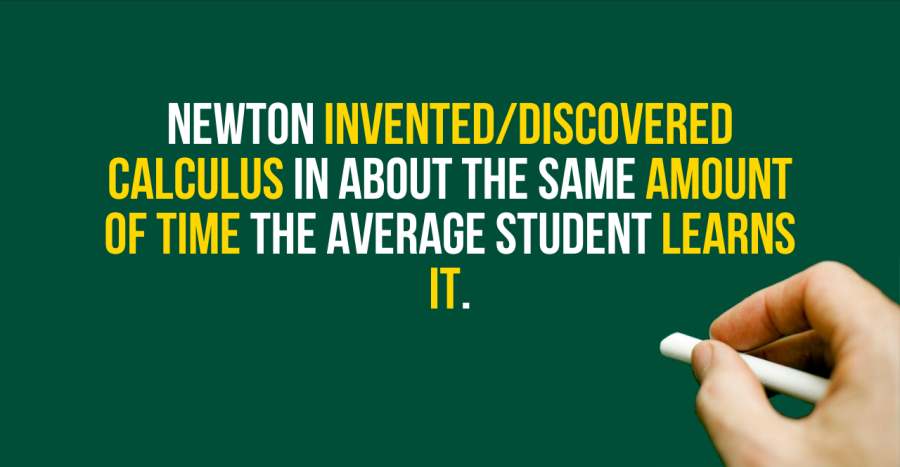 NEWTON INVENTED/DISCOVERED
CALCULUS IN ABOUT THE SAME AMOUNT
OF TIME THE AVERAGE STUDENT LEARNS
IT.